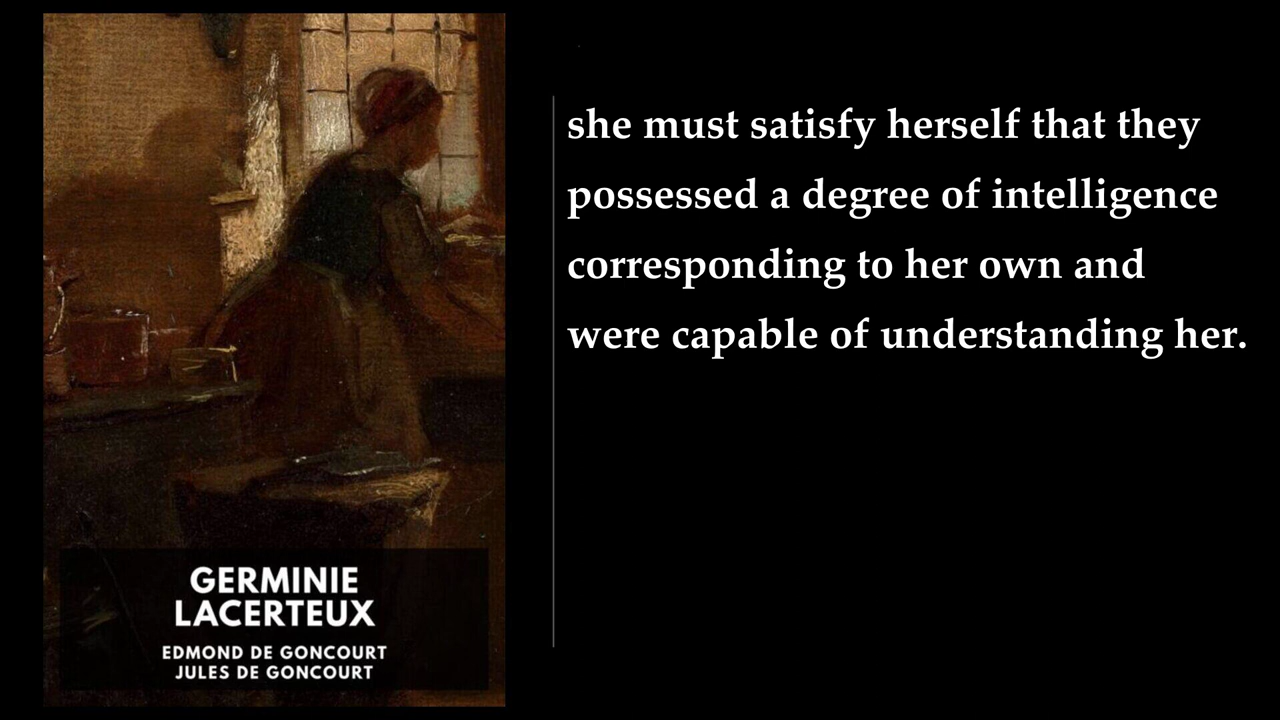 she must satisfy herself that they
possessed a degree of intelligence
corresponding to her own and
were capable of understanding her.
GERMINIE
LACERTEUX
EDMOND DE GONCOURT
JULES DE GONCOURT